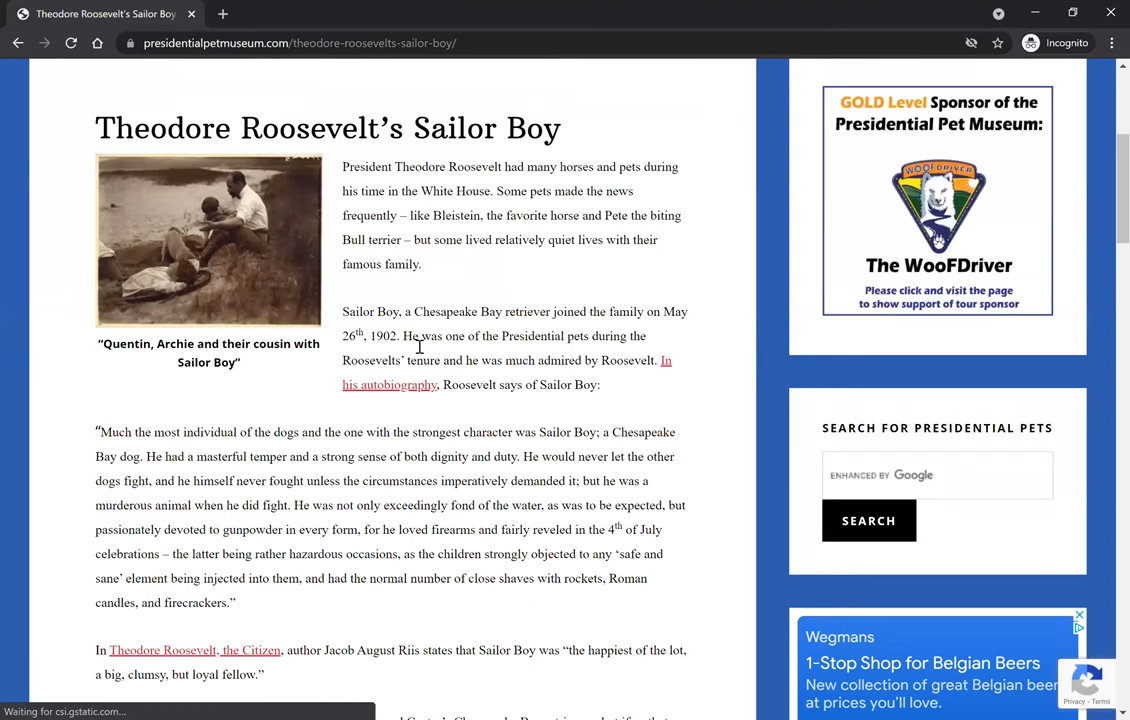 Theodore Roosevelt's Sailor Boy
presidentialpetmuseum.com/theodore-roosevelts-sailor-boy/
Incognito
Theodore Roosevelt’s Sailor Boy
President Theodore Roosevelt had many horses and pets during
his time in the White House. Some pets made the news
frequently – like Bleistein, the favorite horse and Pete the biting
Bull terrier – but some lived relatively quiet lives with their
famous family.
“Quentin, Archie and their cousin with
Sailor Boy”
Sailor Boy, a Chesapeake Bay retriever joined the family on May
26th, 1902. He was one of the Presidential pets during the
Roosevelts’ tenure and he was much admired by Roosevelt. In
his autobiography, Roosevelt says of Sailor Boy:
“Much the most individual of the dogs and the one with the strongest character was Sailor Boy; a Chesapeake
Bay dog. He had a masterful temper and a strong sense of both dignity and duty. He would never let the other
dogs fight, and he himself never fought unless the circumstances imperatively demanded it; but he was a
murderous animal when he did fight. He was not only exceedingly fond of the water, as was to be expected, but
passionately devoted to gunpowder in every form, for he loved firearms and fairly reveled in the 4th of July
celebrations – the latter being rather hazardous occasions, as the children strongly objected to any ‘safe and
sane’ element being injected into them, and had the normal number of close shaves with rockets, Roman
candles, and firecrackers.”
In Theodore Roosevelt, the Citizen, author Jacob August Riis states that Sailor Boy was “the happiest of the lot,
a big, clumsy, but loyal fellow.”
GOLD Level Sponsor of the
Presidential Pet Museum:
WOOFDRIVER
The WooFDriver
Please click and visit the page
to show support of tour sponsor
SEARCH FOR PRESIDENTIAL PETS
ENHANCED BY Google
SEARCH
Wegmans
1-Stop Shop for Belgian Beers
New collection of great Belgian beer
at prices you'll love.
Privacy - Terms
Waiting for csi.gstatic.com...